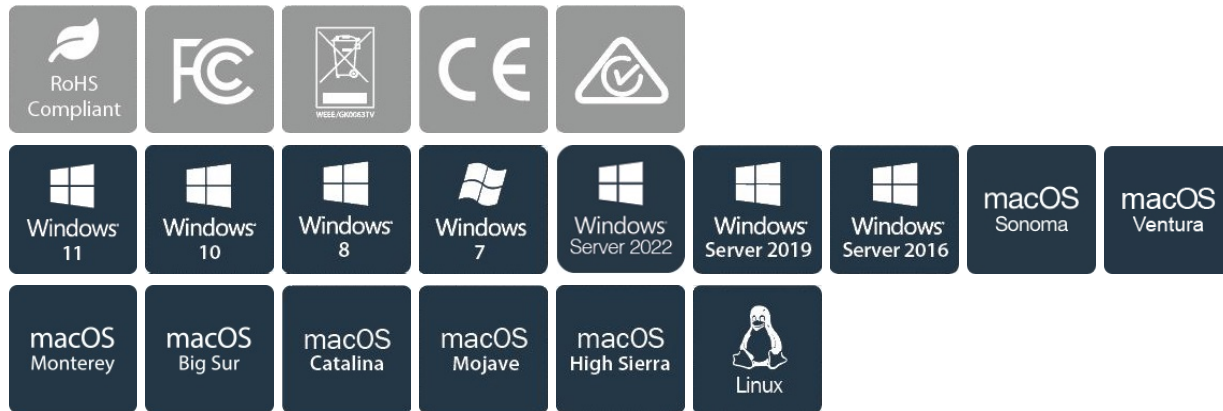 RoHS
Compliant
FC
WEEE/GK0063TV
CE
Windows
11
Windows
10
Windows
8
Windows
7
Windows
Server 2022
Windows
Server 2019
Windows
Server 2016
macOS
Sonoma
macOS
Ventura
macOS
Monterey
macOS
Big Sur
macOS
Catalina
macOS
Mojave
macOS
High Sierra
Linux